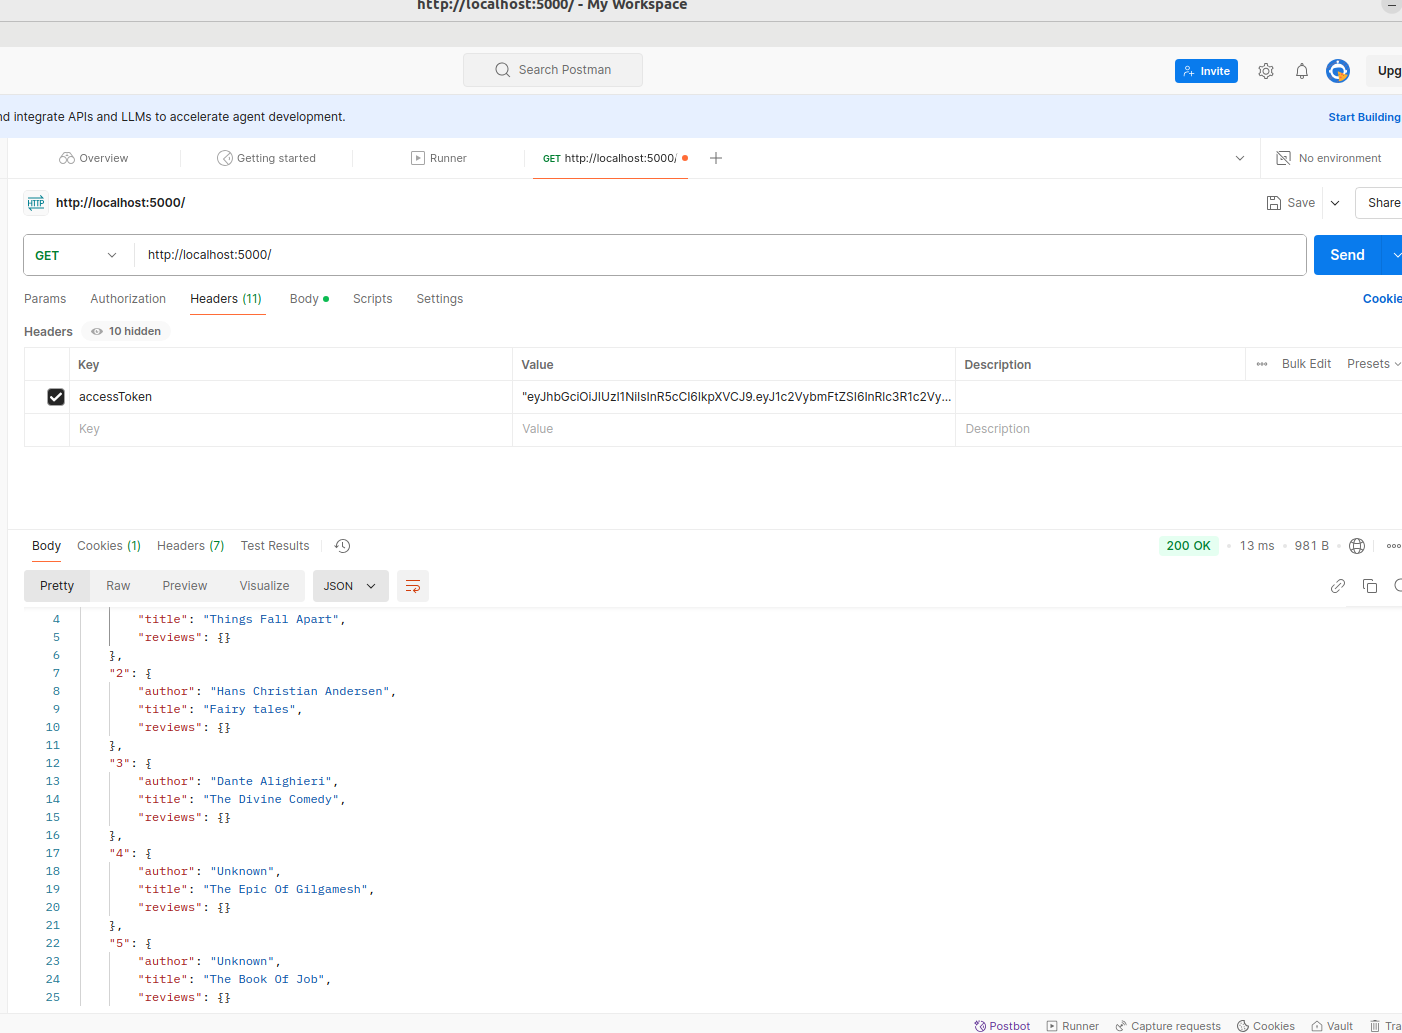 http://localhost:5000/ - My Workspace
Search Postman
Invite
Upg
nd integrate APIs and LLMs to accelerate agent development.
Start Building
Overview
Getting started
Runner
GET http://localhost:5000/
No environment
HTTP http://localhost:5000/
Save
Share
GET
http://localhost:5000/
Send
Params
Authorization
Headers (11)
Body
Scripts
Settings
Cookie
Headers
10 hidden
Key
Value
Description
Bulk Edit
Presets
accessToken
Key
Value
Description
Body
Cookies (1)
Headers (7)
Test Results
200 OK
13 ms
981 B
Pretty
Raw
Preview
Visualize
JSON
4 "title": "Things Fall Apart",
5 "reviews": {}
6 },
7 "2": {
8 "author": "Hans Christian Andersen",
9 "title": "Fairy tales",
10 "reviews": {}
11 },
12 "3": {
13 "author": "Dante Alighieri",
14 "title": "The Divine Comedy",
15 "reviews": {}
16 },
17 "4": {
18 "author": "Unknown",
19 "title": "The Epic Of Gilgamesh",
20 "reviews": {}
21 },
22 "5": {
23 "author": "Unknown",
24 "title": "The Book Of Job",
25 "reviews": {}
Postbot
Runner
Capture requests
Cookies
Vault
Tra